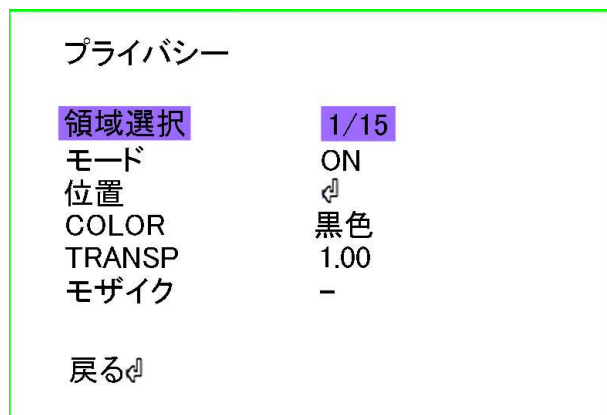 プライバシー
領域選択 1/15
モード ON
位置 ⏎
COLOR 黒色
TRANSP 1.00
モザイク –
戻る⏎